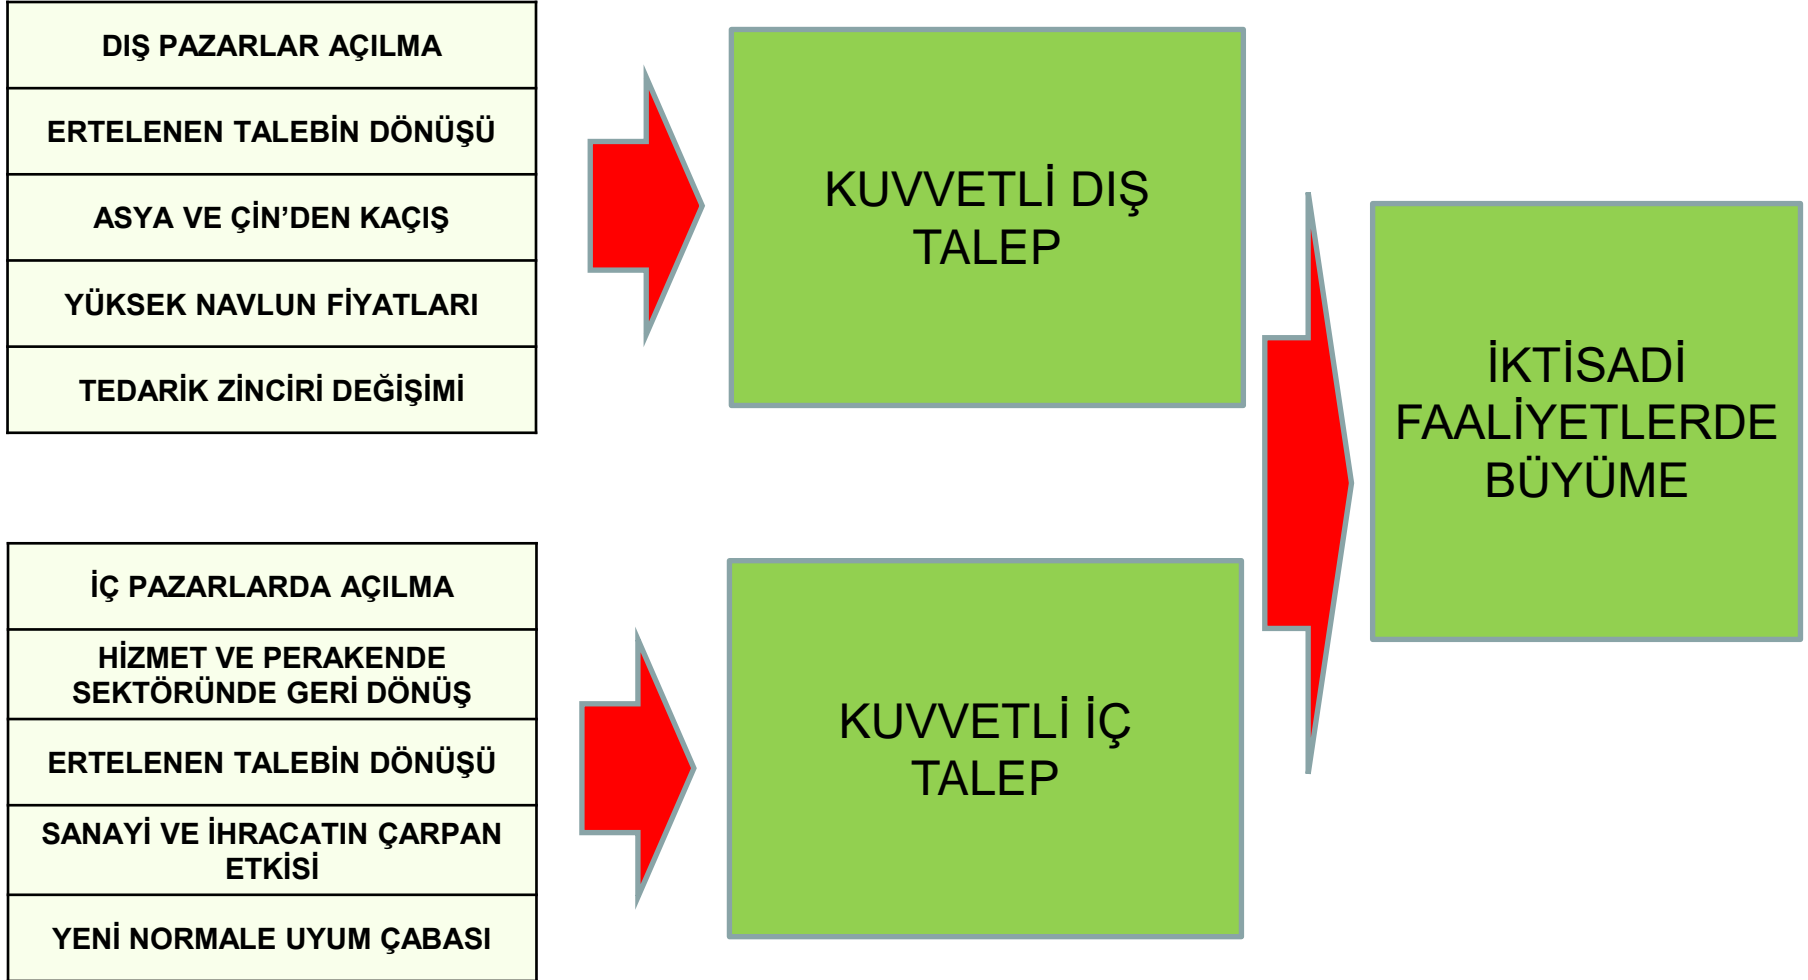 DIŞ PAZARLAR AÇILMA
ERTELENEN TALEBİN DÖNÜŞÜ
ASYA VE ÇİN’DEN KAÇIŞ
YÜKSEK NAVLUN FİYATLARI
TEDARİK ZİNCİRİ DEĞİŞİMİ
KUVVETLİ DIŞ
TALEP
İÇ PAZARLARDA AÇILMA
HİZMET VE PERAKENDE
SEKTÖRÜNDE GERİ DÖNÜŞ
ERTELENEN TALEBİN DÖNÜŞÜ
SANAYİ VE İHRACATIN ÇARPAN
ETKİSİ
YENİ NORMALE UYUM ÇABASI
KUVVETLİ İÇ
TALEP
İKTİSADİ
FAALİYETLERDE
BÜYÜME